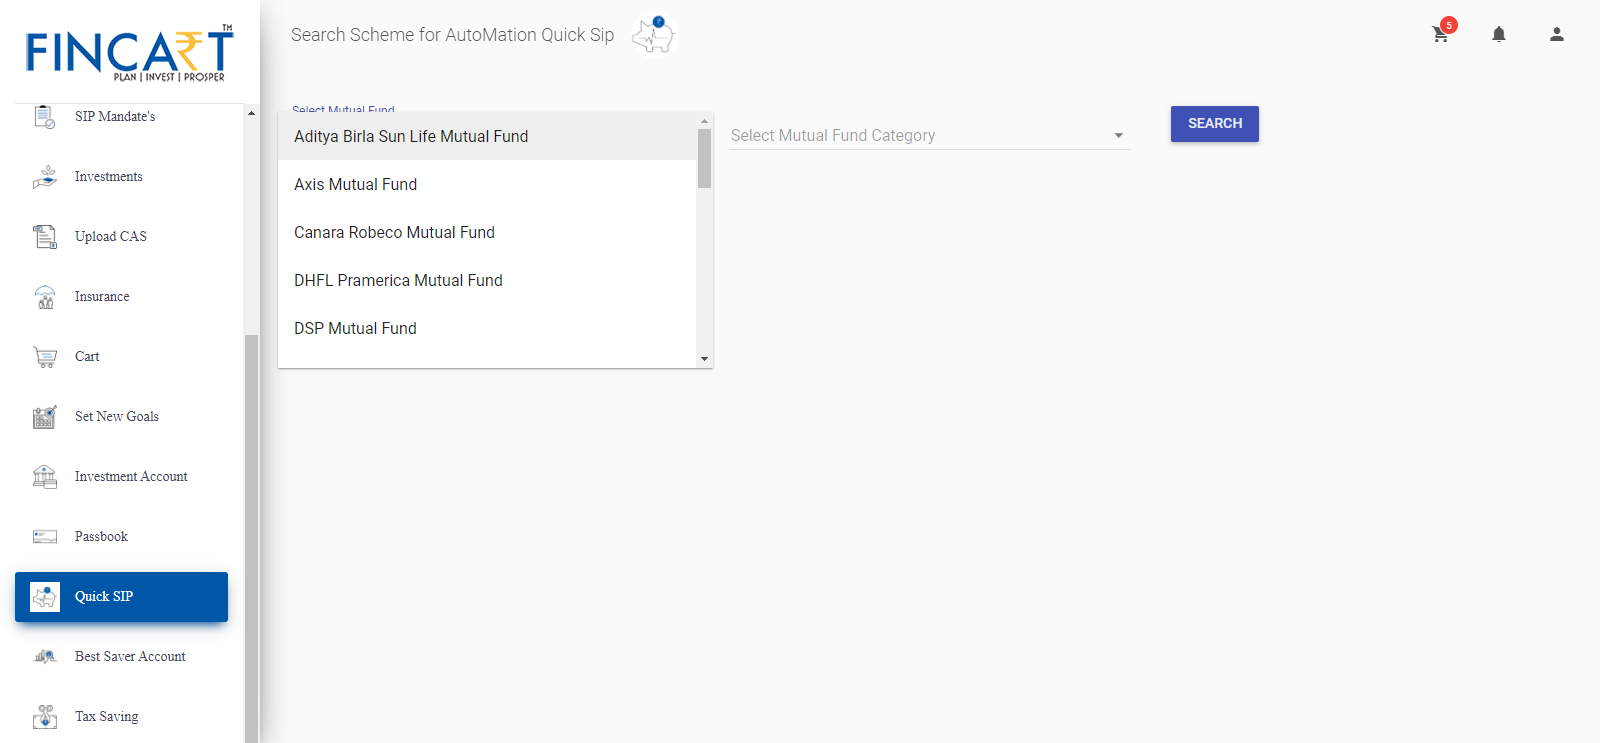 FINCART TM
PLAN | INVEST | PROSPER
SIP Mandate's
Investments
Upload CAS
Insurance
Cart
Set New Goals
Investment Account
Passbook
Quick SIP
Best Saver Account
Tax Saving
Search Scheme for AutoMation Quick Sip
5
Select Mutual Fund
Aditya Birla Sun Life Mutual Fund
Axis Mutual Fund
Canara Robeco Mutual Fund
DHFL Pramerica Mutual Fund
DSP Mutual Fund
Select Mutual Fund Category
SEARCH